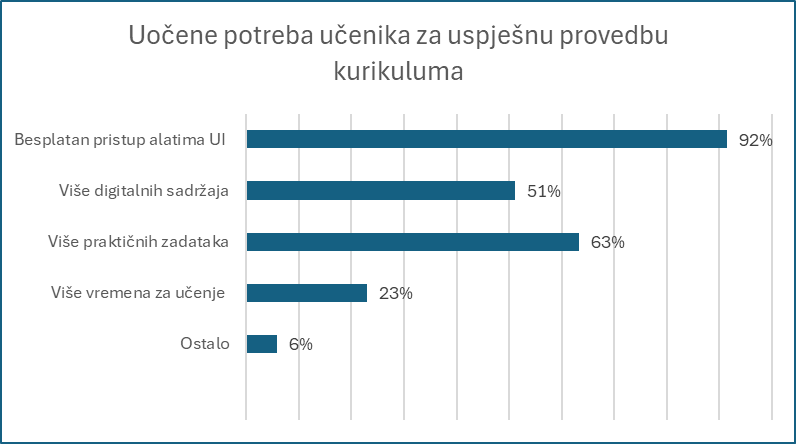 Uočene potreba učenika za uspješnu provedbu
kurikuluma
Besplatan pristup alatima UI 92%
Više digitalnih sadržaja 51%
Više praktičnih zadataka 63%
Više vremena za učenje 23%
Ostalo 6%